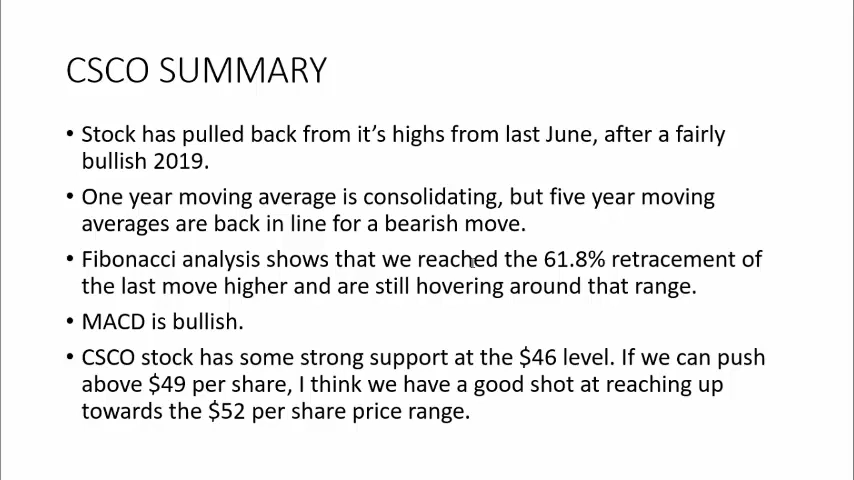 CSCO SUMMARY
• Stock has pulled back from it’s highs from last June, after a fairly
bullish 2019.
• One year moving average is consolidating, but five year moving
averages are back in line for a bearish move.
• Fibonacci analysis shows that we reached the 61.8% retracement of
the last move higher and are still hovering around that range.
• MACD is bullish.
• CSCO stock has some strong support at the $46 level. If we can push
above $49 per share, I think we have a good shot at reaching up
towards the $52 per share price range.